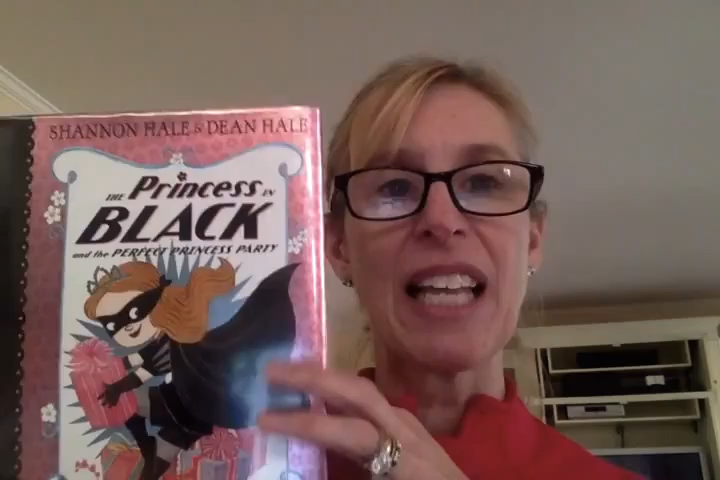 SHANNON HALE & DEAN HALE
THE Princess IN
BLACK
and the PERFECT PRINCESS PARTY